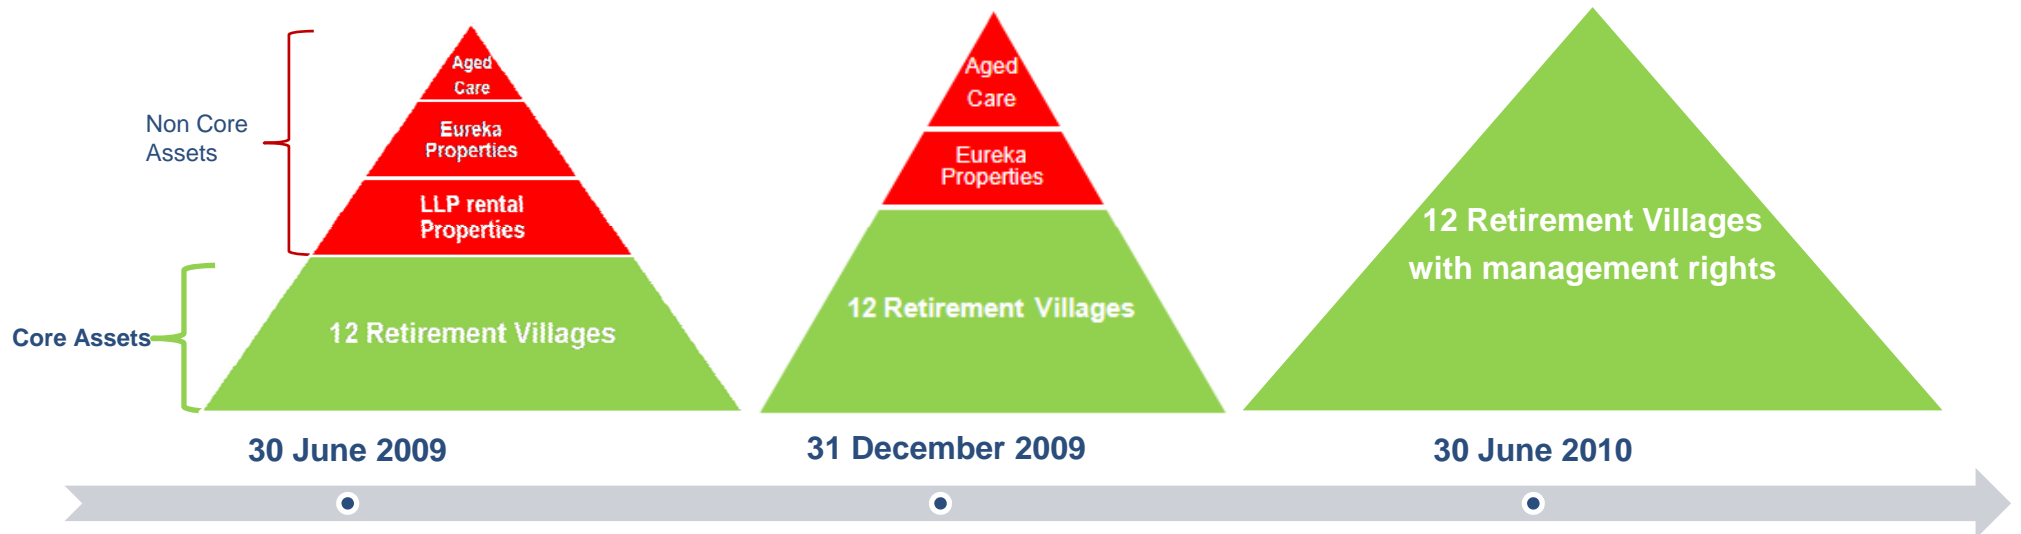 Non Core
Assets
Core Assets
Aged
Care
Eureka
Properties
LLP rental
Properties
12 Retirement Villages
30 June 2009
Aged
Care
Eureka
Properties
12 Retirement Villages
31 December 2009
12 Retirement Villages
with management rights
30 June 2010